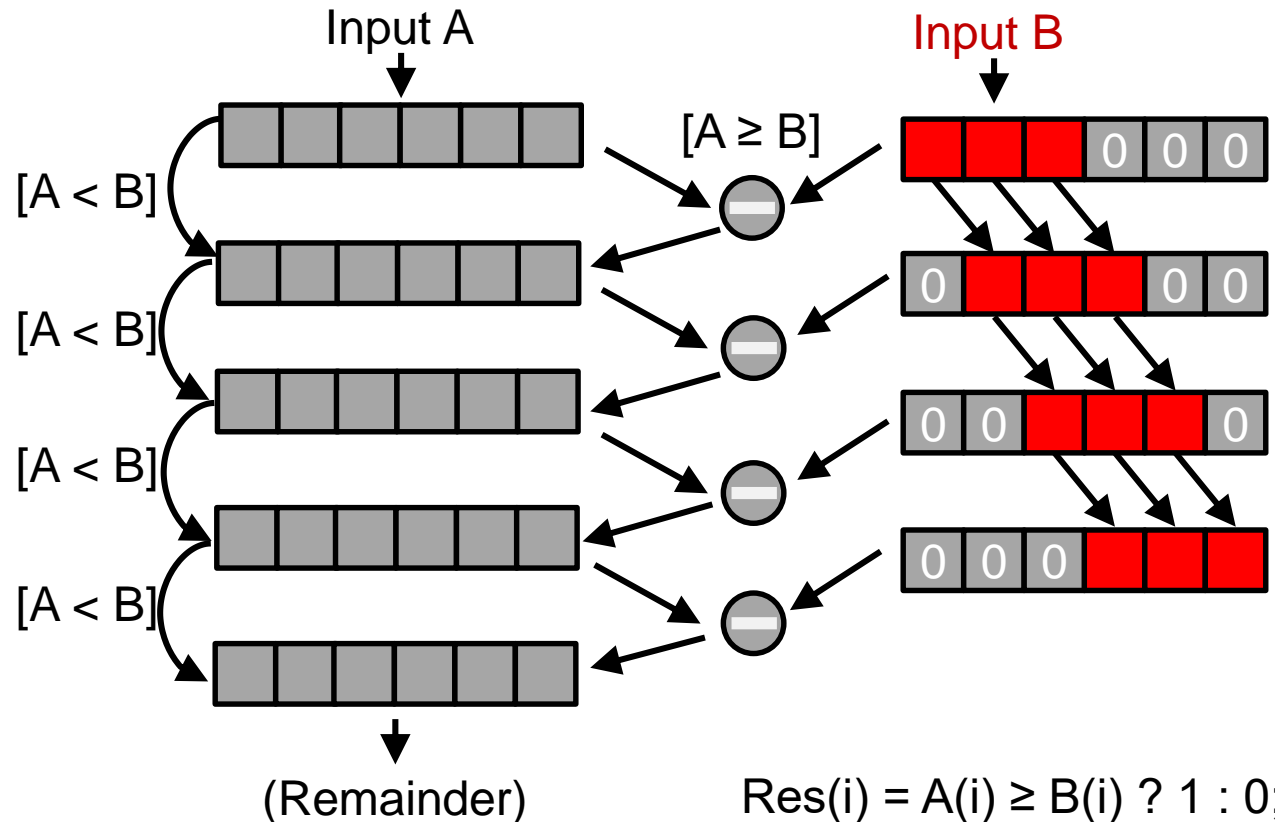 Input A
Input B
[A ≥ B]
0 0 0
[A < B]
0 0 0
[A < B]
0 0 0
[A < B]
0 0 0
[A < B]
(Remainder)
Res(i) = A(i) ≥ B(i) ? 1 : 0;